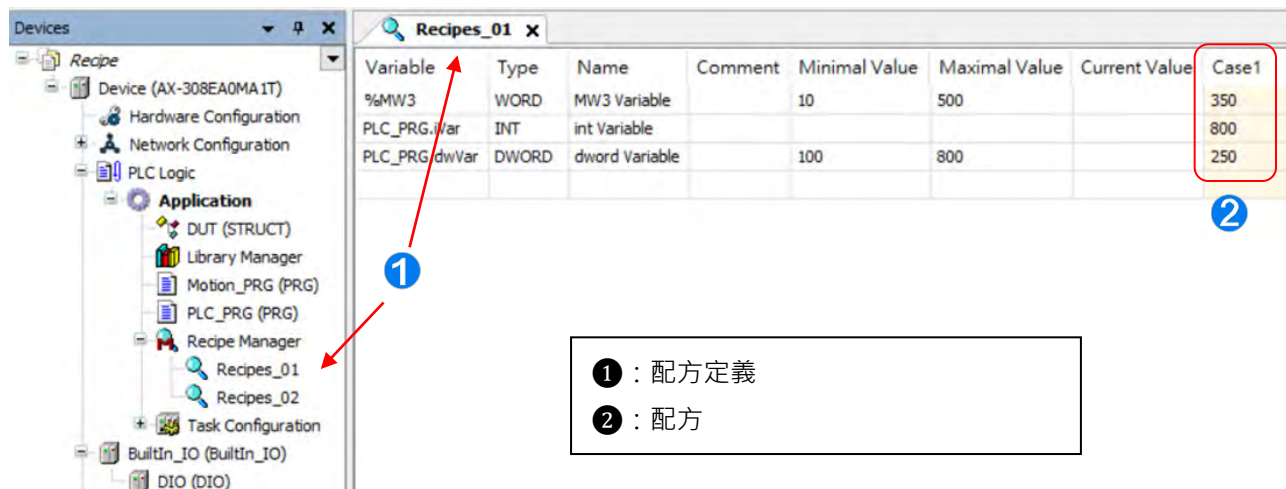 Devices
Recipe
Device (AX-308EA0MA1T)
Hardware Configuration
Network Configuration
PLC Logic
Application
DUT (STRUCT)
Library Manager
Motion_PRG (PRG)
PLC_PRG (PRG)
Recipe Manager
Recipes_01
Recipes_02
Task Configuration
BuiltIn_IO (BuiltIn_IO)
DIO (DIO)
Recipes_01
Variable Type Name Comment Minimal Value Maximal Value Current Value Case1
%MW3 WORD MW3 Variable 10 500 350
PLC_PRG.iVar INT int Variable 800
PLC_PRG.dwVar DWORD dword Variable 100 800 250
1
2
❶：配方定義
❷：配方